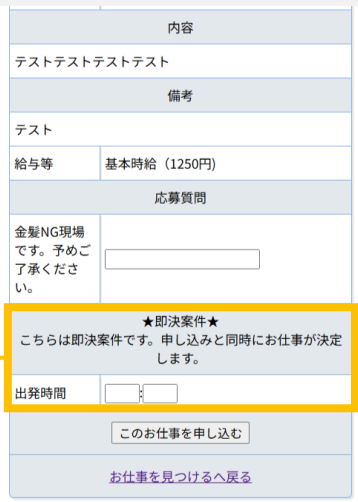 内容
テストテストテストテスト
備考
テスト
給与等
基本時給（1250円)
応募質問
金髪NG現場
です。予めご
了承くださ
い。
★即決案件★
こちらは即決案件です。申し込みと同時にお仕事が決定
します。
出発時間
:
このお仕事を申し込む
お仕事を見つけるへ戻る